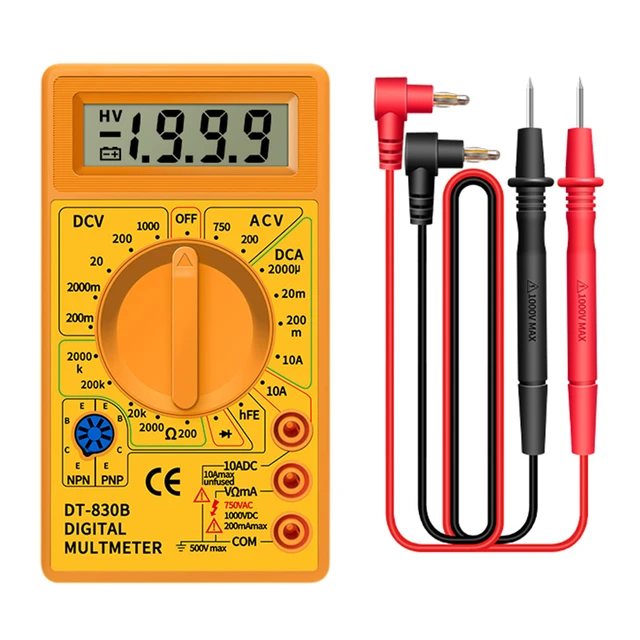 HV
-1.9.9.9
DCV
1000
OFF
750
ACV
200
200
DCA
20
2000µ
2000m
20m
200m
200
m
2000
k
10A
200k
10A
20k
2000
Ω
200
hFE
E
E
B
B
C
C
E
E
NPN
PNP
CE
10ADC
10Amax
unfused
VΩmA
750VAC
1000VDC
200mAmax
COM
500V max
DT-830B
DIGITAL
MULTMETER
1000V MAX
1000V MAX